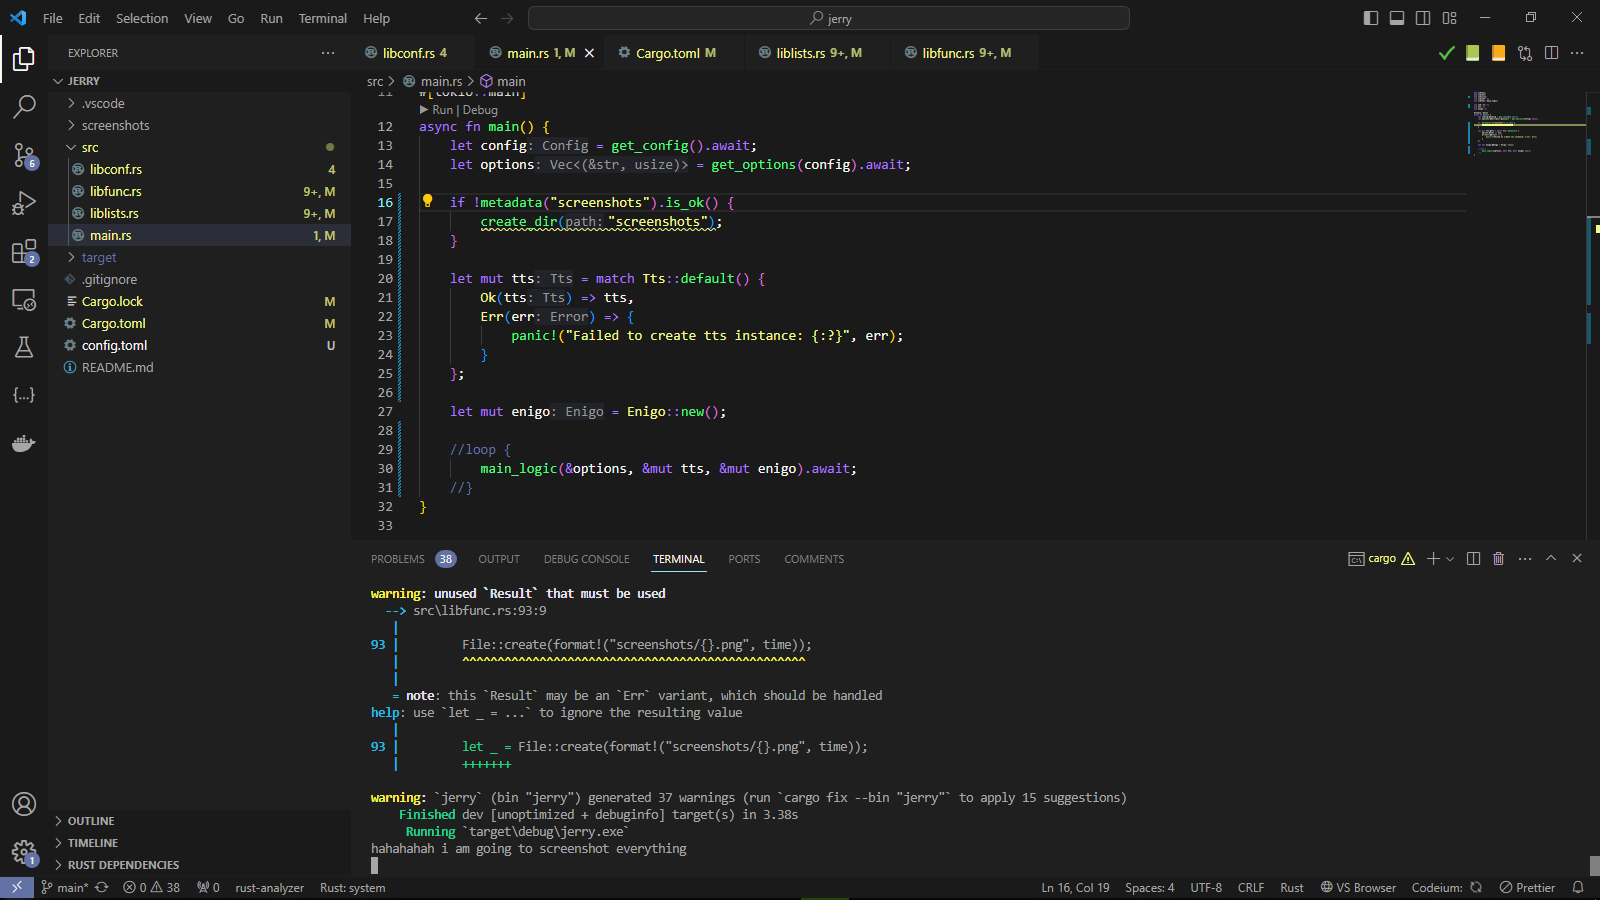 File Edit Selection View Go Run Terminal Help
jerry
EXPLORER
JERRY
.vscode
screenshots
src
libconf.rs 4
libfunc.rs 9+, M
liblists.rs 9+, M
main.rs 1, M
target
.gitignore
Cargo.lock M
Cargo.toml M
config.toml U
README.md
OUTLINE
TIMELINE
RUST DEPENDENCIES
6
2
1
libconf.rs 4 main.rs 1, M Cargo.toml M liblists.rs 9+, M libfunc.rs 9+, M
src > main.rs > main
11 #[tokio::main]
Run | Debug
12 async fn main() {
13 let config: Config = get_config().await;
14 let options: Vec<(&str, usize)> = get_options(config).await;
15
16 if !metadata("screenshots").is_ok() {
17 create_dir(path: "screenshots");
18 }
19
20 let mut tts: Tts = match Tts::default() {
21 Ok(tts: Tts) => tts,
22 Err(err: Error) => {
23 panic!("Failed to create tts instance: {:?}", err);
24 }
25 };
26
27 let mut enigo: Enigo = Enigo::new();
28
29 //loop {
30 main_logic(&options, &mut tts, &mut enigo).await;
31 //}
32 }
33
PROBLEMS 38 OUTPUT DEBUG CONSOLE TERMINAL PORTS COMMENTS
cargo
warning: unused `Result` that must be used
--> src\libfunc.rs:93:9
|
93 | File::create(format!("screenshots/{}.png", time));
| ^^^^^^^^^^^^^^^^^^^^^^^^^^^^^^^^^^^^^^^^^^^^^^^^^
|
= note: this `Result` may be an `Err` variant, which should be handled
help: use `let _ = ...` to ignore the resulting value
|
93 | let _ = File::create(format!("screenshots/{}.png", time));
| +++++++
warning: `jerry` (bin "jerry") generated 37 warnings (run `cargo fix --bin "jerry"` to apply 15 suggestions)
Finished dev [unoptimized + debuginfo] target(s) in 3.38s
Running `target\debug\jerry.exe`
hahahahah i am going to screenshot everything
main* 0 38 0 rust-analyzer Rust: system Ln 16, Col 19 Spaces: 4 UTF-8 CRLF Rust VS Browser Codeium: Prettier